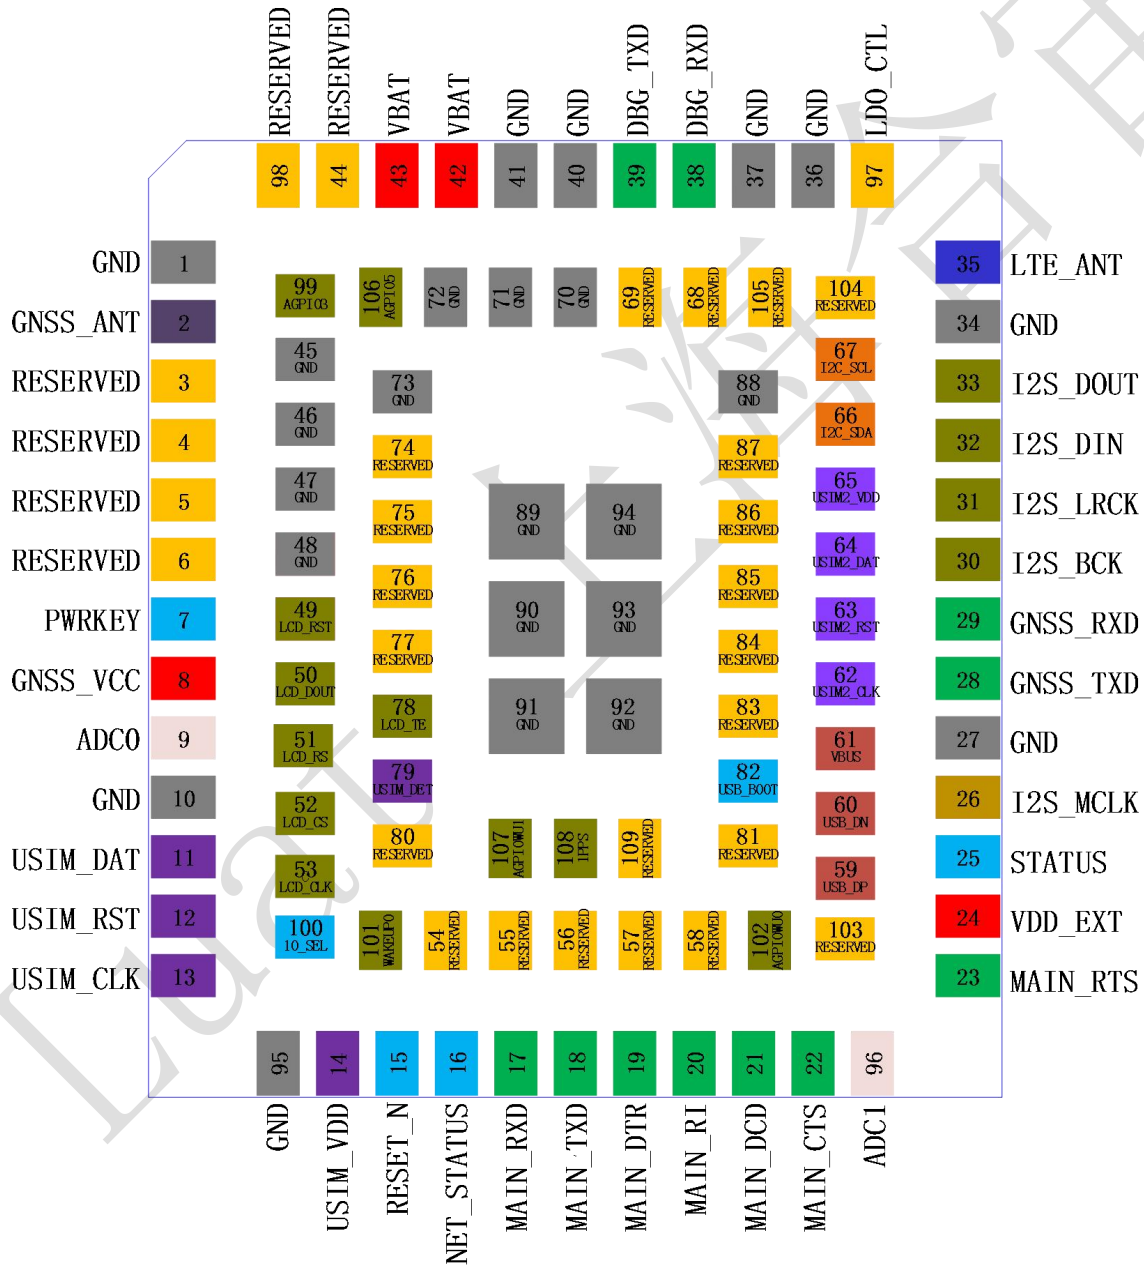 RESERVED
RESERVED
VBAT
VBAT
GND
GND
DBG_TXD
DBG_RXD
GND
GND
LDO_CTL
98
44
43
42
41
40
39
38
37
36
97
GND
1
GNSS_ANT
2
RESERVED
3
RESERVED
4
RESERVED
5
RESERVED
6
PWRKEY
7
GNSS_VCC
8
ADC0
9
GND
10
USIM_DAT
11
USIM_RST
12
USIM_CLK
13
99
AGPIO3
45
GND
46
GND
47
GND
48
GND
49
LCD_RST
50
LCD_DOUT
51
LCD_RS
52
LCD_CS
53
LCD_CLK
100
IO_SEL
106
AGPIO5
72
GND
71
GND
70
GND
69
RESERVED
68
RESERVED
105
RESERVED
104
RESERVED
73
GND
74
RESERVED
75
RESERVED
76
RESERVED
77
RESERVED
78
LCD_TE
79
USIM_DET
80
RESERVED
89
GND
94
GND
90
GND
93
GND
91
GND
92
GND
88
GND
87
RESERVED
86
RESERVED
85
RESERVED
84
RESERVED
83
RESERVED
82
USB_BOOT
81
RESERVED
67
I2C_SCL
66
I2C_SDA
65
USIM2_VDD
64
USIM2_DAT
63
USIM2_RST
62
USIM2_CLK
61
VBUS
60
USB_DN
59
USB_DP
103
RESERVED
107
AGPIOWU1
108
1PPS
109
RESERVED
101
WAKEUP0
54
RESERVED
55
RESERVED
56
RESERVED
57
RESERVED
58
RESERVED
102
AGPIOWU0
35
LTE_ANT
34
GND
33
I2S_DOUT
32
I2S_DIN
31
I2S_LRCK
30
I2S_BCK
29
GNSS_RXD
28
GNSS_TXD
27
GND
26
I2S_MCLK
25
STATUS
24
VDD_EXT
23
MAIN_RTS
95
14
15
16
17
18
19
20
21
22
96
GND
USIM_VDD
RESET_N
NET_STATUS
MAIN_RXD
MAIN_TXD
MAIN_DTR
MAIN_RI
MAIN_DCD
MAIN_CTS
ADC1
Luat 上海合宙